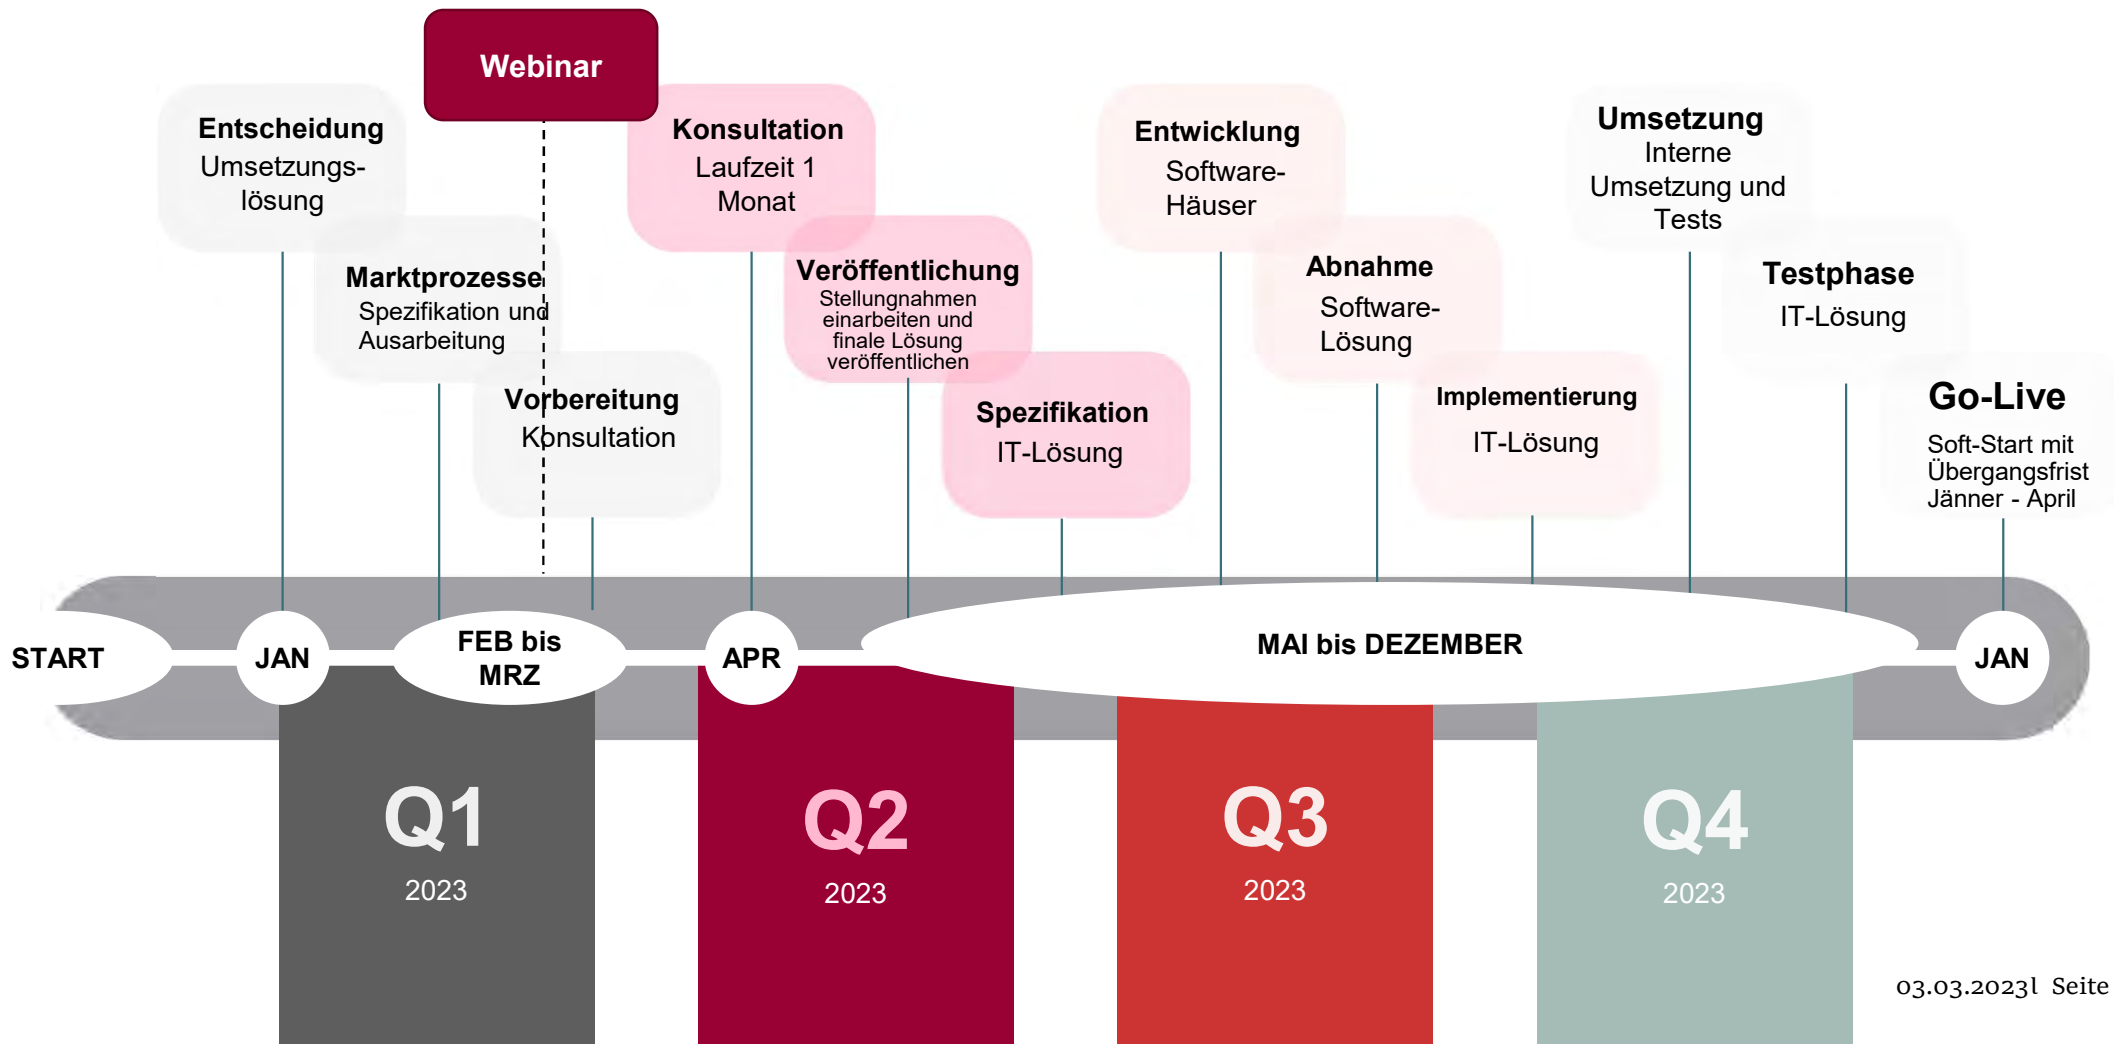 Webinar
Entscheidung
Umsetzungs-
lösung
Marktprozesse
Spezifikation und
Ausarbeitung
Vorbereitung
Konsultation
Konsultation
Laufzeit 1
Monat
Veröffentlichung
Stellungnahmen
einarbeiten und
finale Lösung
veröffentlichen
Spezifikation
IT-Lösung
Entwicklung
Software-
Häuser
Abnahme
Software-
Lösung
Implementierung
IT-Lösung
Umsetzung
Interne
Umsetzung und
Tests
Testphase
IT-Lösung
Go-Live
Soft-Start mit
Übergangsfrist
Jänner - April
START
JAN
FEB bis
MRZ
APR
MAI bis DEZEMBER
JAN
Q1
2023
Q2
2023
Q3
2023
Q4
2023
03.03.2023l Seite